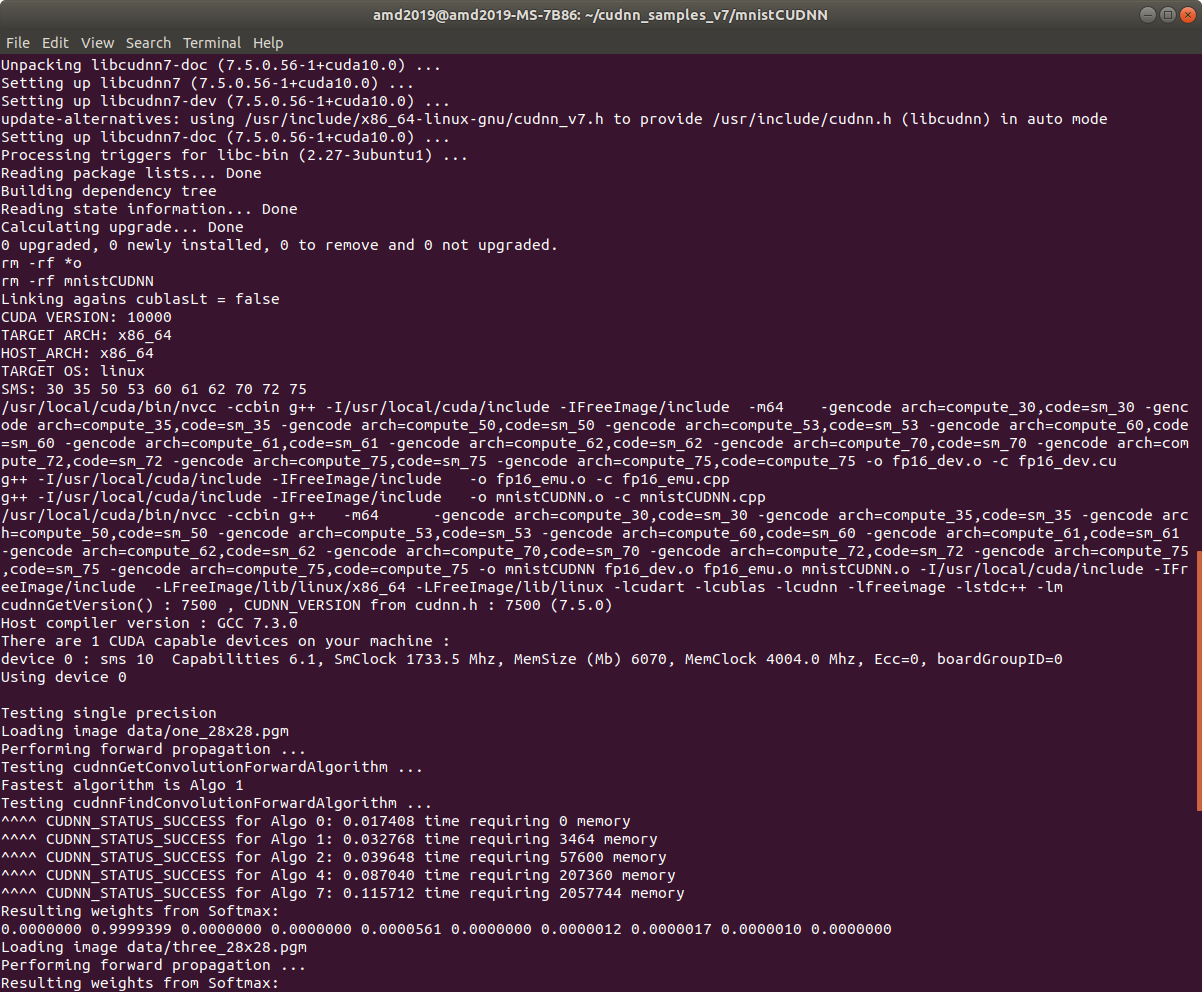 amd2019@amd2019-MS-7B86: ~/cudnn_samples_v7/mnistCUDNN
File Edit View Search Terminal Help
Unpacking libcudnn7-doc (7.5.0.56-1+cuda10.0) ...
Setting up libcudnn7 (7.5.0.56-1+cuda10.0) ...
Setting up libcudnn7-dev (7.5.0.56-1+cuda10.0) ...
update-alternatives: using /usr/include/x86_64-linux-gnu/cudnn_v7.h to provide /usr/include/cudnn.h (libcudnn) in auto mode
Setting up libcudnn7-doc (7.5.0.56-1+cuda10.0) ...
Processing triggers for libc-bin (2.27-3ubuntu1) ...
Reading package lists... Done
Building dependency tree
Reading state information... Done
Calculating upgrade... Done
0 upgraded, 0 newly installed, 0 to remove and 0 not upgraded.
rm -rf *o
rm -rf mnistCUDNN
Linking agains cublasLt = false
CUDA VERSION: 10000
TARGET ARCH: x86_64
HOST_ARCH: x86_64
TARGET OS: linux
SMS: 30 35 50 53 60 61 62 70 72 75
/usr/local/cuda/bin/nvcc -ccbin g++ -I/usr/local/cuda/include -IFreeImage/include  -m64    -gencode arch=compute_30,code=sm_30 -genc
ode arch=compute_35,code=sm_35 -gencode arch=compute_50,code=sm_50 -gencode arch=compute_53,code=sm_53 -gencode arch=compute_60,code
=sm_60 -gencode arch=compute_61,code=sm_61 -gencode arch=compute_62,code=sm_62 -gencode arch=compute_70,code=sm_70 -gencode arch=com
pute_72,code=sm_72 -gencode arch=compute_75,code=sm_75 -gencode arch=compute_75,code=compute_75 -o fp16_dev.o -c fp16_dev.cu
g++ -I/usr/local/cuda/include -IFreeImage/include   -o fp16_emu.o -c fp16_emu.cpp
g++ -I/usr/local/cuda/include -IFreeImage/include   -o mnistCUDNN.o -c mnistCUDNN.cpp
/usr/local/cuda/bin/nvcc -ccbin g++   -m64      -gencode arch=compute_30,code=sm_30 -gencode arch=compute_35,code=sm_35 -gencode arc
h=compute_50,code=sm_50 -gencode arch=compute_53,code=sm_53 -gencode arch=compute_60,code=sm_60 -gencode arch=compute_61,code=sm_61
-gencode arch=compute_62,code=sm_62 -gencode arch=compute_70,code=sm_70 -gencode arch=compute_72,code=sm_72 -gencode arch=compute_75
,code=sm_75 -gencode arch=compute_75,code=compute_75 -o mnistCUDNN fp16_dev.o fp16_emu.o mnistCUDNN.o -I/usr/local/cuda/include -IFr
eeImage/include  -LFreeImage/lib/linux/x86_64 -LFreeImage/lib/linux -lcudart -lcublas -lcudnn -lfreeimage -lstdc++ -lm
cudnnGetVersion() : 7500 , CUDNN_VERSION from cudnn.h : 7500 (7.5.0)
Host compiler version : GCC 7.3.0
There are 1 CUDA capable devices on your machine :
device 0 : sms 10  Capabilities 6.1, SmClock 1733.5 Mhz, MemSize (Mb) 6070, MemClock 4004.0 Mhz, Ecc=0, boardGroupID=0
Using device 0
Testing single precision
Loading image data/one_28x28.pgm
Performing forward propagation ...
Testing cudnnGetConvolutionForwardAlgorithm ...
Fastest algorithm is Algo 1
Testing cudnnFindConvolutionForwardAlgorithm ...
^^^^ CUDNN_STATUS_SUCCESS for Algo 0: 0.017408 time requiring 0 memory
^^^^ CUDNN_STATUS_SUCCESS for Algo 1: 0.032768 time requiring 3464 memory
^^^^ CUDNN_STATUS_SUCCESS for Algo 2: 0.039648 time requiring 57600 memory
^^^^ CUDNN_STATUS_SUCCESS for Algo 4: 0.087040 time requiring 207360 memory
^^^^ CUDNN_STATUS_SUCCESS for Algo 7: 0.115712 time requiring 2057744 memory
Resulting weights from Softmax:
0.0000000 0.9999399 0.0000000 0.0000000 0.0000561 0.0000000 0.0000012 0.0000017 0.0000010 0.0000000
Loading image data/three_28x28.pgm
Performing forward propagation ...
Resulting weights from Softmax: